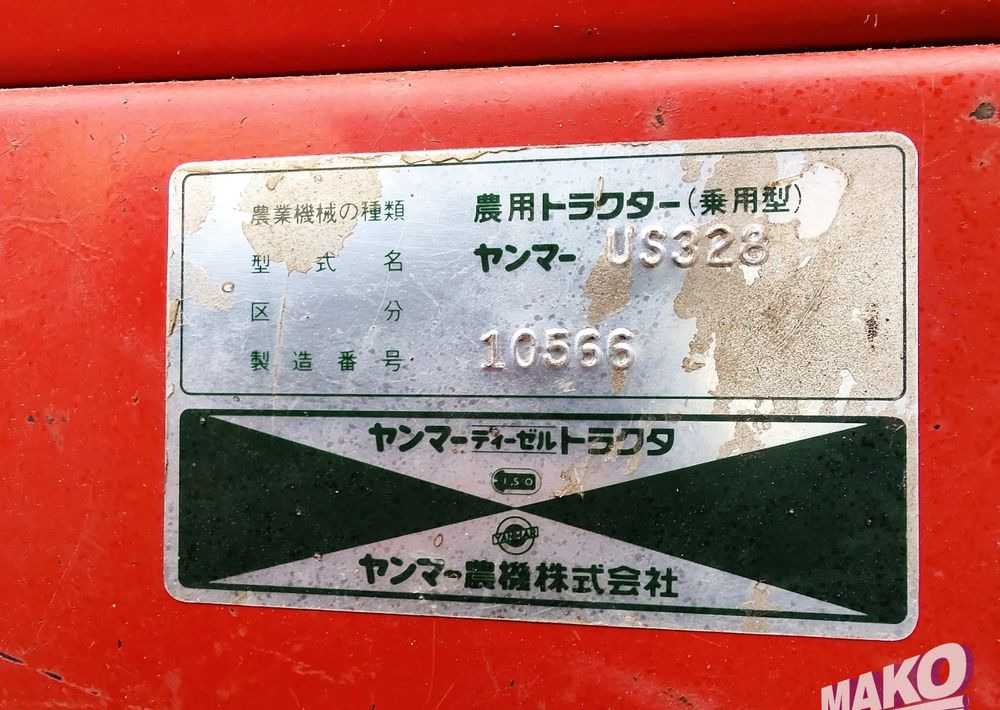 農業機械の種類 農用トラクター(乗用型)
型式名 ヤンマー US328
区分
製造番号 10566
ヤンマーディーゼルトラクタ
1.5 O
YANMAR
ヤンマー農機株式会社
MAKO